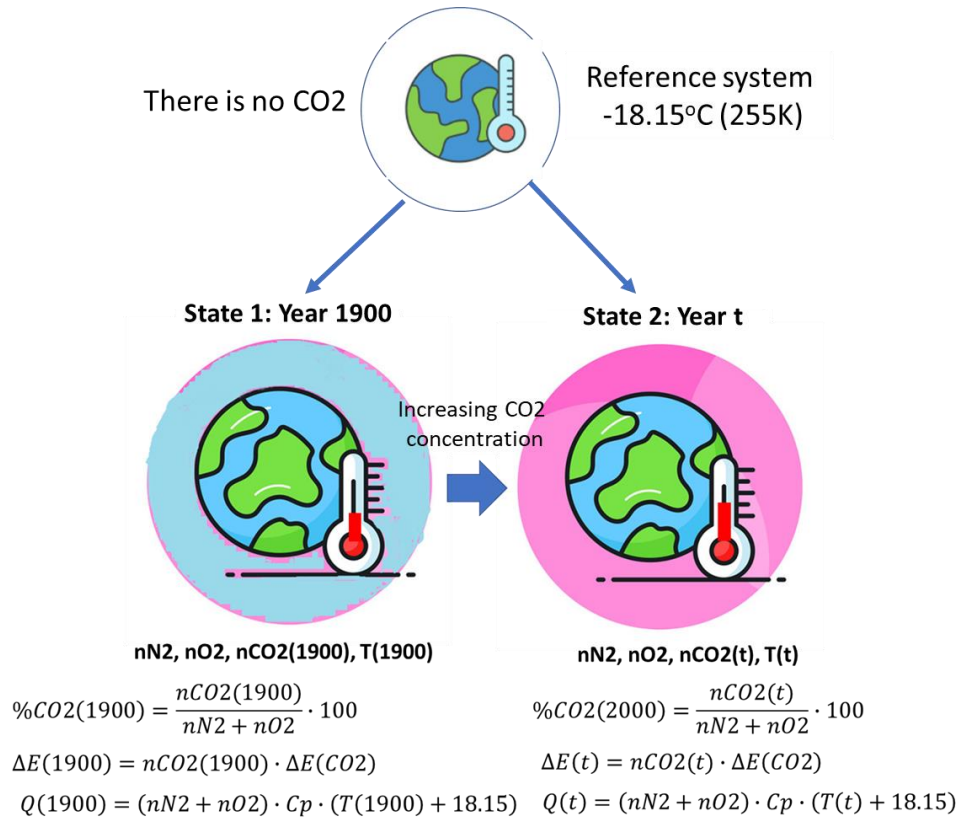 There is no CO2
Reference system
-18.15°C (255K)
State 1: Year 1900
State 2: Year t
Increasing CO2
concentration
nN2, nO2, nCO2(1900), T(1900)
nN2, nO2, nCO2(t), T(t)
%CO2(1900) = nCO2(1900) / nN2 + nO2 · 100
ΔE(1900) = nCO2(1900) · ΔE(CO2)
Q(1900) = (nN2 + nO2) · Cp · (T(1900) + 18.15)
%CO2(2000) = nCO2(t) / nN2 + nO2 · 100
ΔE(t) = nCO2(t) · ΔE(CO2)
Q(t) = (nN2 + nO2) · Cp · (T(t) + 18.15)